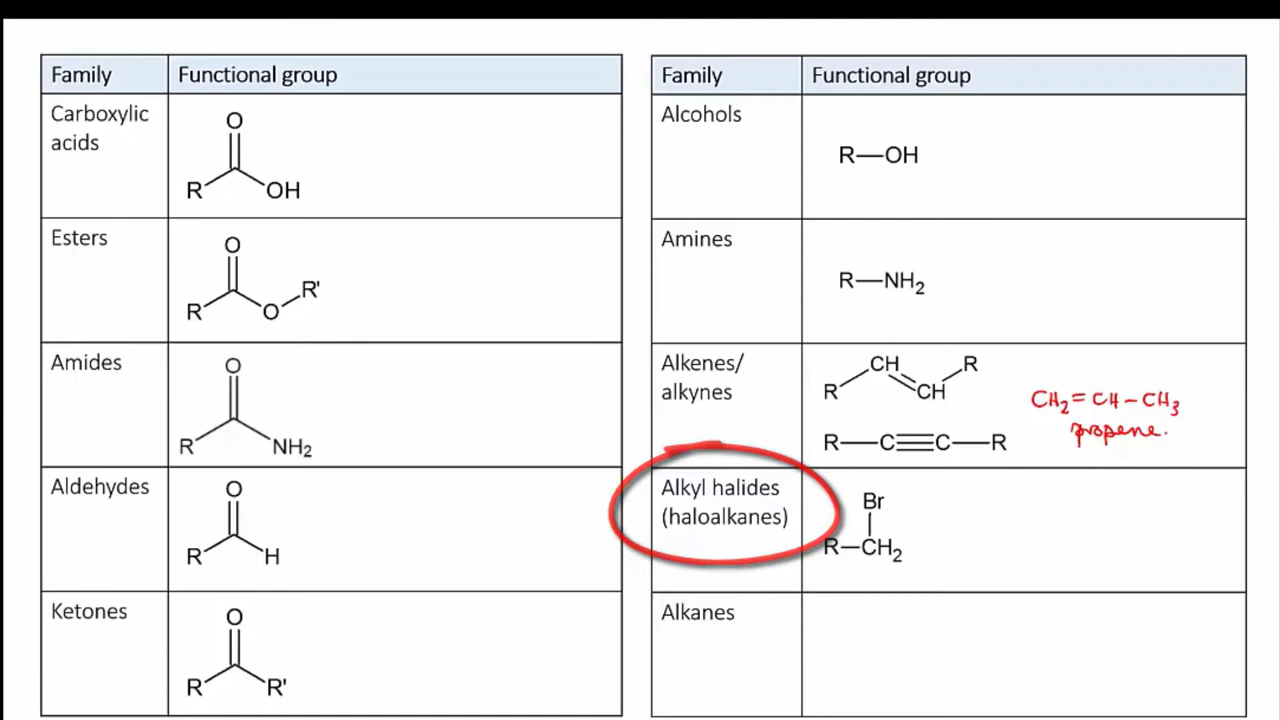 Family
Functional group
Carboxylic
acids
O
R
OH
Esters
O
R
O
R'
Amides
O
R
NH₂
Aldehydes
O
R
H
Ketones
O
R
R'
Family
Functional group
Alcohols
R—OH
Amines
R—NH₂
Alkenes/
alkynes
CH
R
R
CH
R—C≡C—R
CH₂=CH–CH₃
propene.
Alkyl halides
(haloalkanes)
Br
R—CH₂
Alkanes